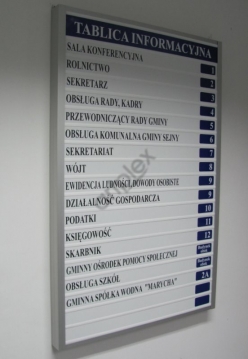 TABLICA INFORMACYJNA
SALA KONFERENCYJNA
ROLNICTWO 1
SEKRETARZ 2
OBSŁUGA RADY, KADRY 3
PRZEWODNICZĄCY RADY GMINY 4
OBSŁUGA KOMUNALNA GMINY SEJNY 5
SEKRETARIAT 6
WÓJT
EWIDENCJA LUDNOŚCI, DOWODY OSOBISTE 9
DZIAŁALNOŚĆ GOSPODARCZA 9
PODATKI 10
KSIĘGOWOŚĆ 11
SKARBNIK 12
GMINNY OŚRODEK POMOCY SPOŁECZNEJ
OBSŁUGA SZKÓŁ
GMINNA SPÓŁKA WODNA "MARYCHA" 2A